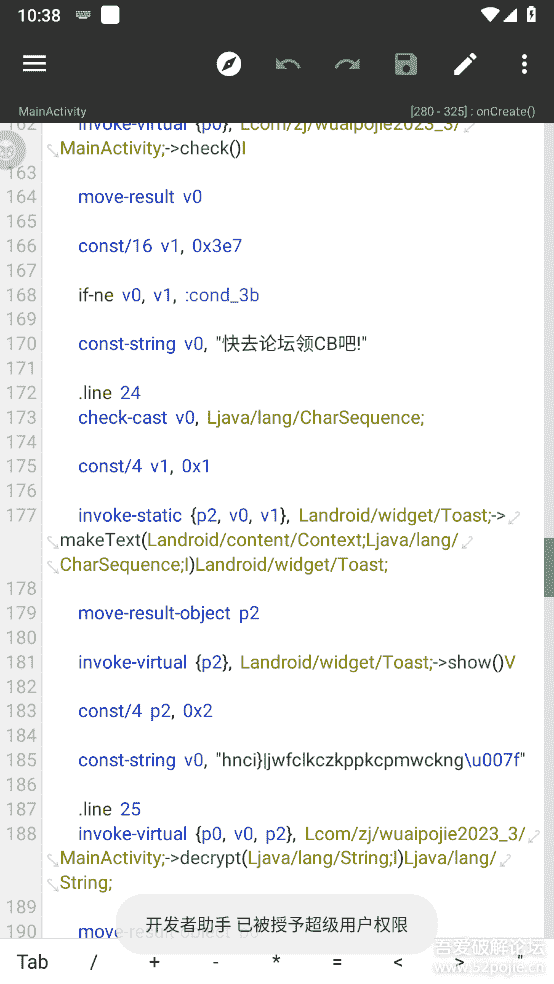 10:38
MainActivity
[280 - 325] : onCreate()
162 invoke-virtual {p0}, Lcom/zj/wuaipojie2023_3/
MainActivity;->check()I
163
164 move-result v0
165
166 const/16 v1, 0x3e7
167
168 if-ne v0, v1, :cond_3b
169
170 const-string v0, "快去论坛领CB吧!"
171
172 .line 24
173 check-cast v0, Ljava/lang/CharSequence;
174
175 const/4 v1, 0x1
176
177 invoke-static {p2, v0, v1}, Landroid/widget/Toast;->
makeText(Landroid/content/Context;Ljava/lang/
CharSequence;I)Landroid/widget/Toast;
178
179 move-result-object p2
180
181 invoke-virtual {p2}, Landroid/widget/Toast;->show()V
182
183 const/4 p2, 0x2
184
185 const-string v0, "hnci}|jwfclkczkppkcpmwckng\u007f"
186
187 .line 25
188 invoke-virtual {p0, v0, p2}, Lcom/zj/wuaipojie2023_3/
MainActivity;->decrypt(Ljava/lang/String;I)Ljava/lang/
String;
189
开发者助手 已被授予超级用户权限
190
Tab / + - * = < > "
吾爱破解论坛
www.52pojie.cn